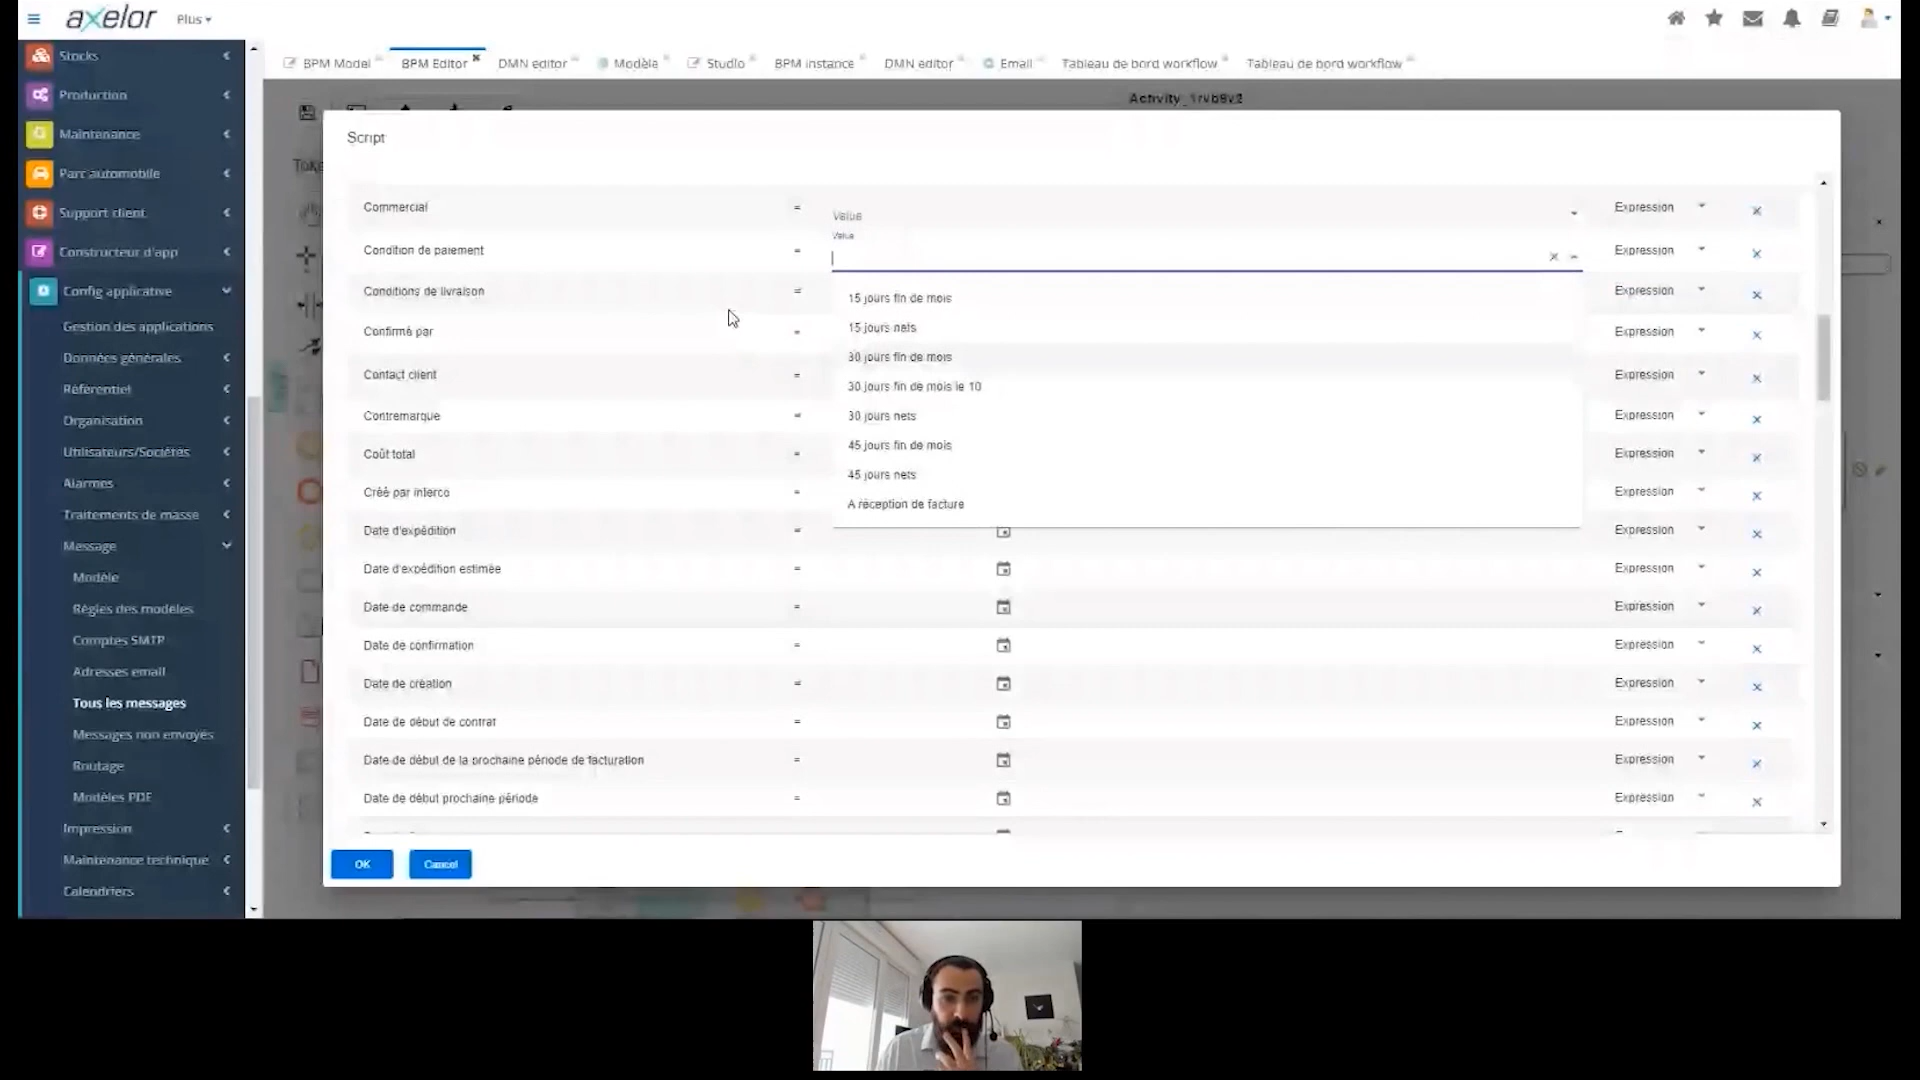 axelor Plus
Stocks
Production
Maintenance
Parc automobile
Support client
Constructeur d'app
Config applicative
Gestion des applications
Données générales
Référentiel
Organisation
Utilisateurs/Sociétés
Alarmes
Traitements de masse
Message
Modèle
Règles des modèles
Comptes SMTP
Adresses email
Tous les messages
Messages non envoyés
Routage
Modèles PDF
Impression
Maintenance technique
Calendriers
BPM Model BPM Editor DMN editor Modèle Studio BPM instance DMN editor Email Tableau de bord workflow Tableau de bord workflow
Activity_1rvb9v2
Script
Commercial = Value Expression
Value
Condition de paiement = Expression
Conditions de livraison = Expression
Confirmé par = Expression
Contact client = Expression
Contremarque = Expression
Coût total = Expression
Créé par interco = Expression
Date d'expédition = Expression
Date d'expédition estimée = Expression
Date de commande = Expression
Date de confirmation = Expression
Date de création = Expression
Date de début de contrat = Expression
Date de début de la prochaine période de facturation = Expression
Date de début prochaine période = Expression
15 jours fin de mois
15 jours nets
30 jours fin de mois
30 jours fin de mois le 10
30 jours nets
45 jours fin de mois
45 jours nets
A réception de facture
OK Cancel